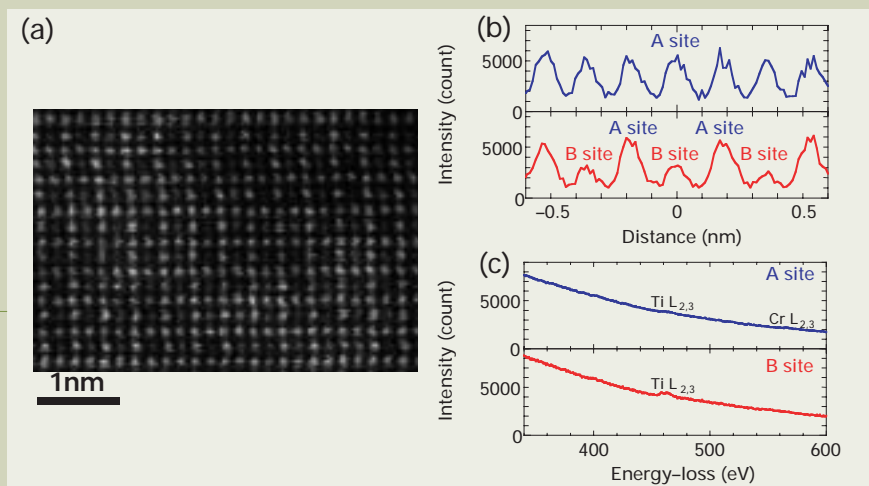 (a)
1nm
(b)
Intensity (count)
5000
0
A site
5000
0
A site A site
B site B site B site
−0.5 0 0.5
Distance (nm)
(c)
Intensity (count)
5000
0
A site
Ti L2,3
Cr L2,3
5000
0
B site
Ti L2,3
400 500 600
Energy–loss (eV)